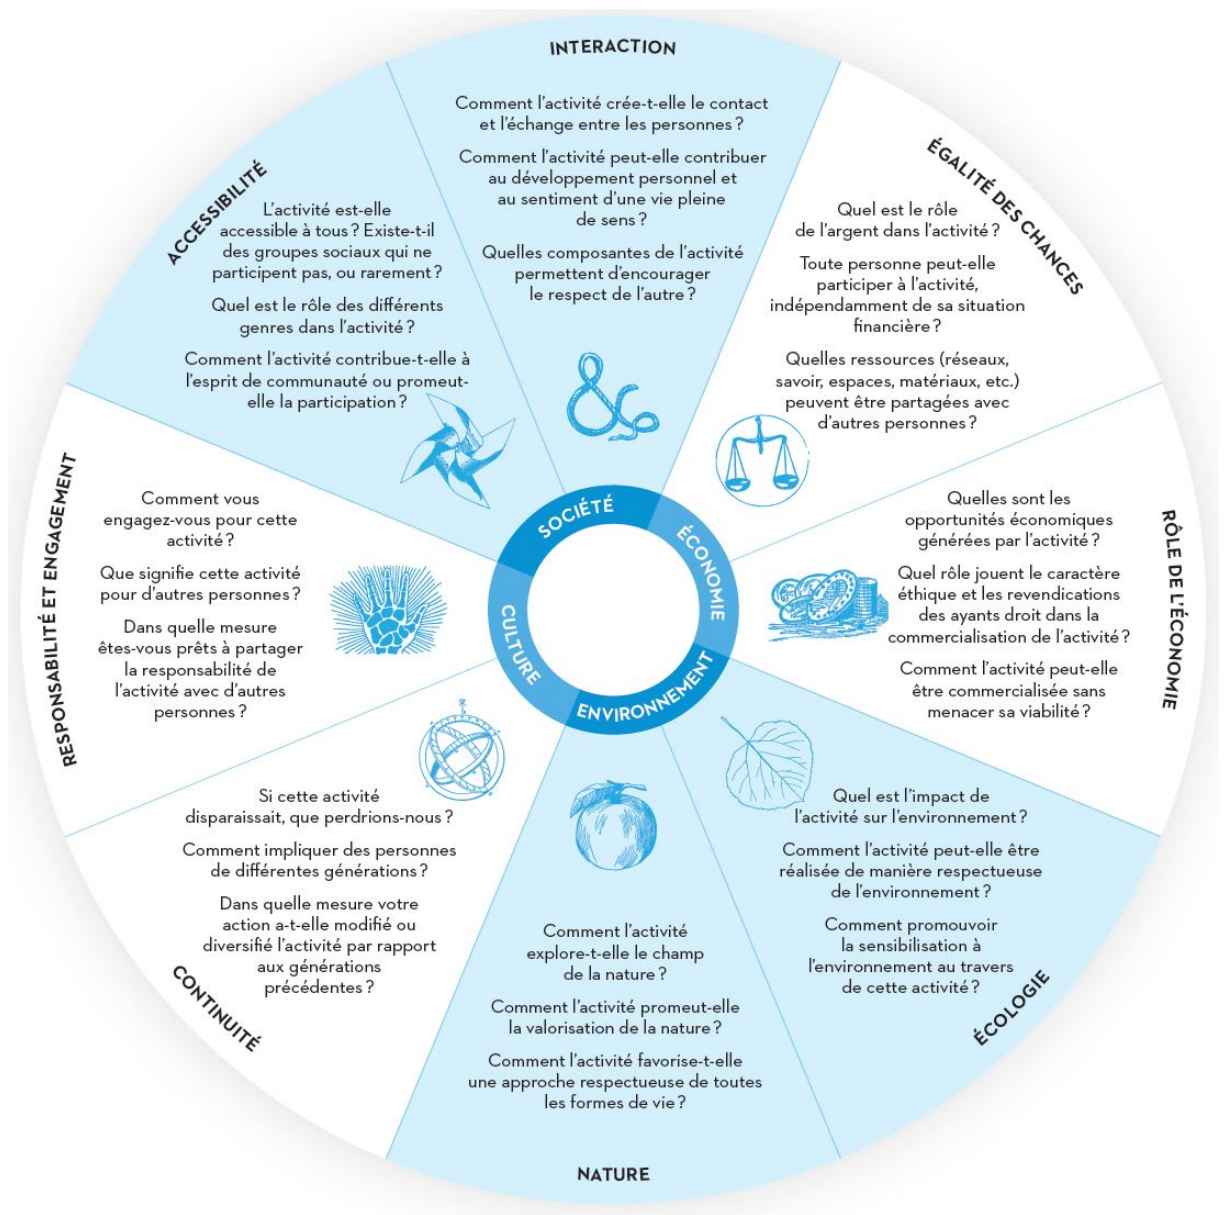 INTERACTION
Comment l'activité crée-t-elle le contact
et l'échange entre les personnes ?
Comment l'activité peut-elle contribuer
au développement personnel et
au sentiment d'une vie pleine
de sens ?
Quelles composantes de l'activité
permettent d'encourager
le respect de l'autre ?
ÉGALITÉ DES CHANCES
Quel est le rôle
de l'argent dans l'activité ?
Toute personne peut-elle
participer à l'activité,
indépendamment de sa situation
financière ?
Quelles ressources (réseaux,
savoir, espaces, matériaux, etc.)
peuvent être partagées avec
d'autres personnes ?
RÔLE DE L'ÉCONOMIE
Quelles sont les
opportunités économiques
générées par l'activité ?
Quel rôle jouent le caractère
éthique et les revendications
des ayants droit dans la
commercialisation de l'activité ?
Comment l'activité peut-elle
être commercialisée sans
menacer sa viabilité ?
ÉCOLOGIE
Quel est l'impact de
l'activité sur l'environnement ?
Comment l'activité peut-elle être
réalisée de manière respectueuse
de l'environnement ?
Comment promouvoir
la sensibilisation à
l'environnement au travers
de cette activité ?
NATURE
Comment l'activité
explore-t-elle le champ
de la nature ?
Comment l'activité promeut-elle
la valorisation de la nature ?
Comment l'activité favorise-t-elle
une approche respectueuse de toutes
les formes de vie ?
CONTINUITÉ
Si cette activité
disparaissait, que perdrions-nous ?
Comment impliquer des personnes
de différentes générations ?
Dans quelle mesure votre
action a-t-elle modifié ou
diversifié l'activité par rapport
aux générations
précédentes ?
RESPONSABILITÉ ET ENGAGEMENT
Comment vous
engagez-vous pour cette
activité ?
Que signifie cette activité
pour d'autres personnes ?
Dans quelle mesure
êtes-vous prêts à partager
la responsabilité de
l'activité avec d'autres
personnes ?
ACCESSIBILITÉ
L'activité est-elle
accessible à tous ? Existe-t-il
des groupes sociaux qui ne
participent pas, ou rarement ?
Quel est le rôle des différents
genres dans l'activité ?
Comment l'activité contribue-t-elle à
l'esprit de communauté ou promeut-
elle la participation ?
SOCIÉTÉ
ÉCONOMIE
ENVIRONNEMENT
CULTURE